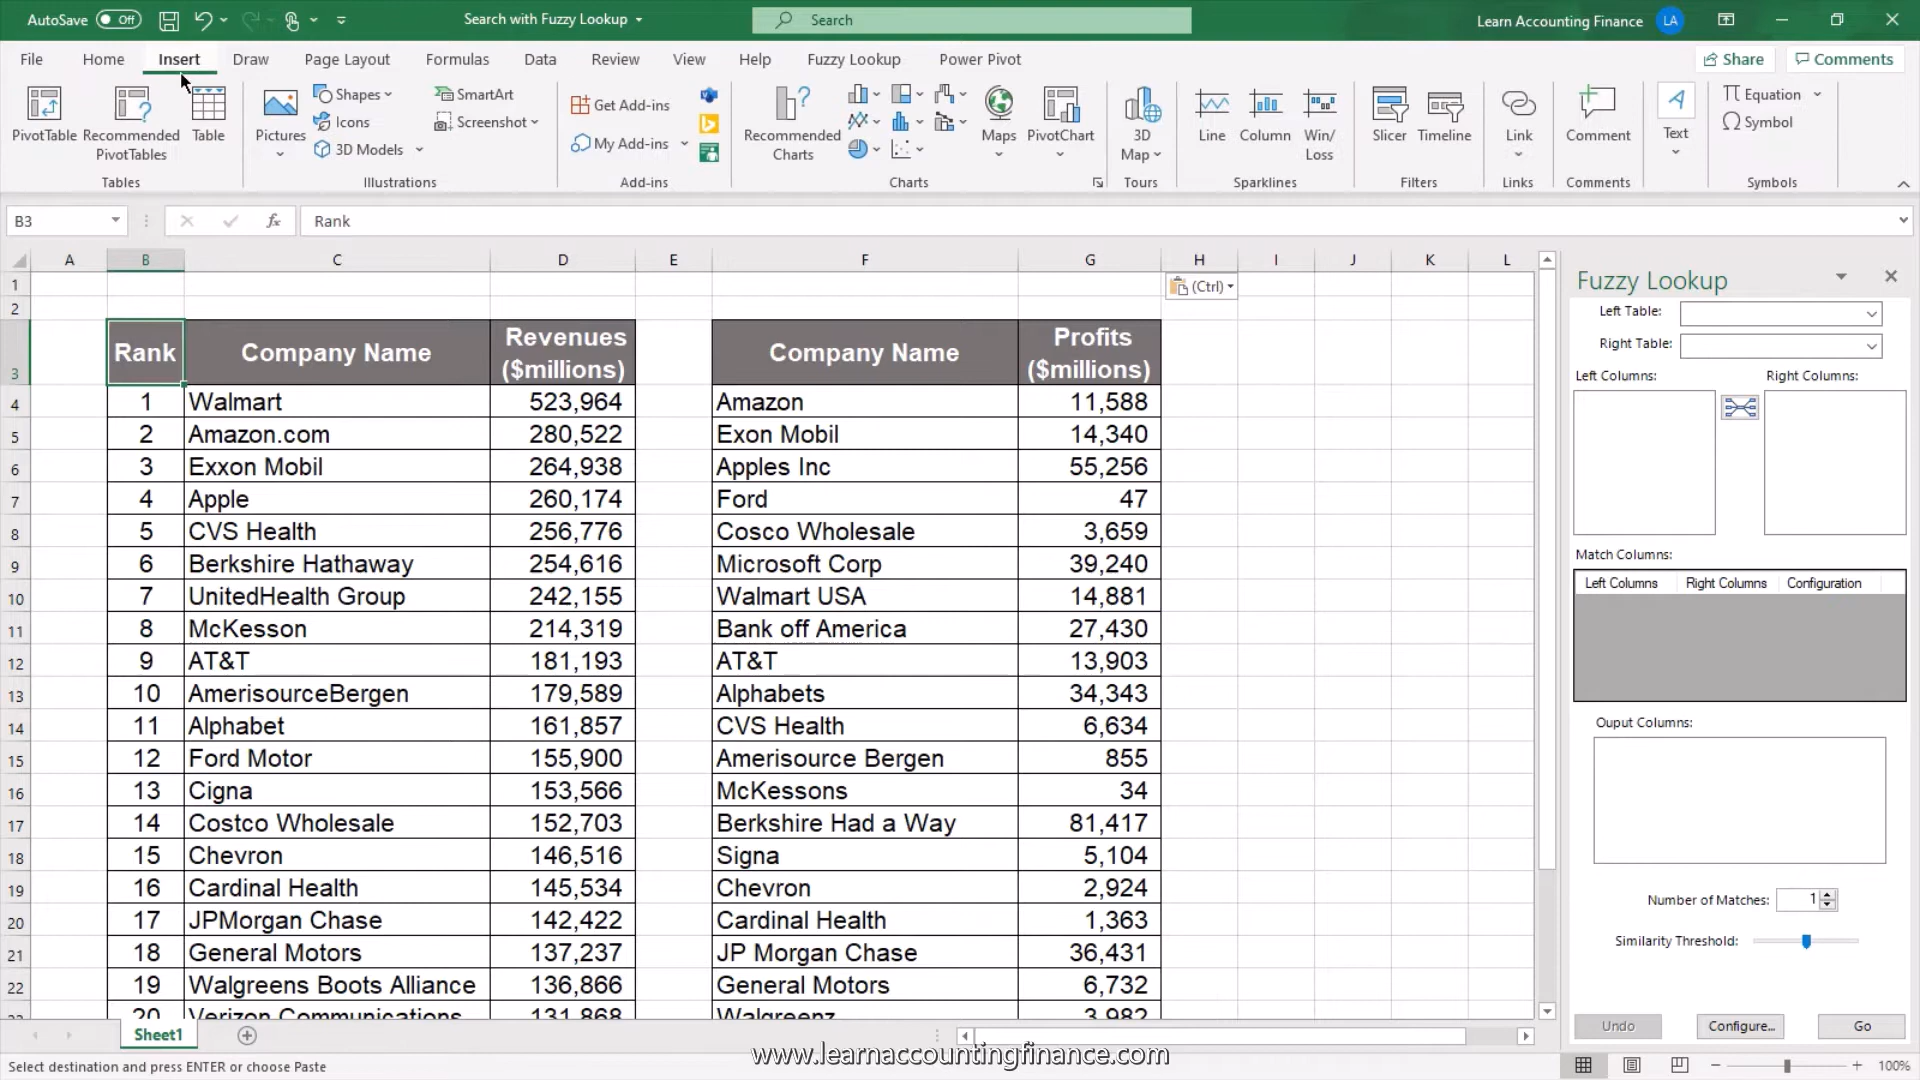 AutoSave Off Search with Fuzzy Lookup Search Learn Accounting Finance LA
File Home Insert Draw Page Layout Formulas Data Review View Help Fuzzy Lookup Power Pivot Share Comments
PivotTable Recommended PivotTables Table
Tables
Pictures Shapes Icons 3D Models SmartArt Screenshot
Illustrations
Get Add-ins
My Add-ins
Add-ins
Recommended Charts Maps PivotChart
Charts
3D Map
Tours
Line Column Win/Loss
Sparklines
Slicer Timeline
Filters
Link
Links
Comment
Comments
Text
Equation
Symbol
Symbols
B3 fx Rank
A B C D E F G H I J K L
1 (Ctrl)
2
3 Rank Company Name Revenues ($millions) Company Name Profits ($millions)
4 1 Walmart 523,964 Amazon 11,588
5 2 Amazon.com 280,522 Exon Mobil 14,340
6 3 Exxon Mobil 264,938 Apples Inc 55,256
7 4 Apple 260,174 Ford 47
8 5 CVS Health 256,776 Cosco Wholesale 3,659
9 6 Berkshire Hathaway 254,616 Microsoft Corp 39,240
10 7 UnitedHealth Group 242,155 Walmart USA 14,881
11 8 McKesson 214,319 Bank off America 27,430
12 9 AT&T 181,193 AT&T 13,903
13 10 AmerisourceBergen 179,589 Alphabets 34,343
14 11 Alphabet 161,857 CVS Health 6,634
15 12 Ford Motor 155,900 Amerisource Bergen 855
16 13 Cigna 153,566 McKessons 34
17 14 Costco Wholesale 152,703 Berkshire Had a Way 81,417
18 15 Chevron 146,516 Signa 5,104
19 16 Cardinal Health 145,534 Chevron 2,924
20 17 JPMorgan Chase 142,422 Cardinal Health 1,363
21 18 General Motors 137,237 JP Morgan Chase 36,431
22 19 Walgreens Boots Alliance 136,866 General Motors 6,732
23 20 Verizon Communications 131,868 Walgreenz 3,982
Fuzzy Lookup
Left Table:
Right Table:
Left Columns: Right Columns:
Match Columns:
Left Columns Right Columns Configuration
Ouput Columns:
Number of Matches: 1
Similarity Threshold:
Undo Configure... Go
Sheet1
www.learnaccountingfinance.com
Select destination and press ENTER or choose Paste 100%